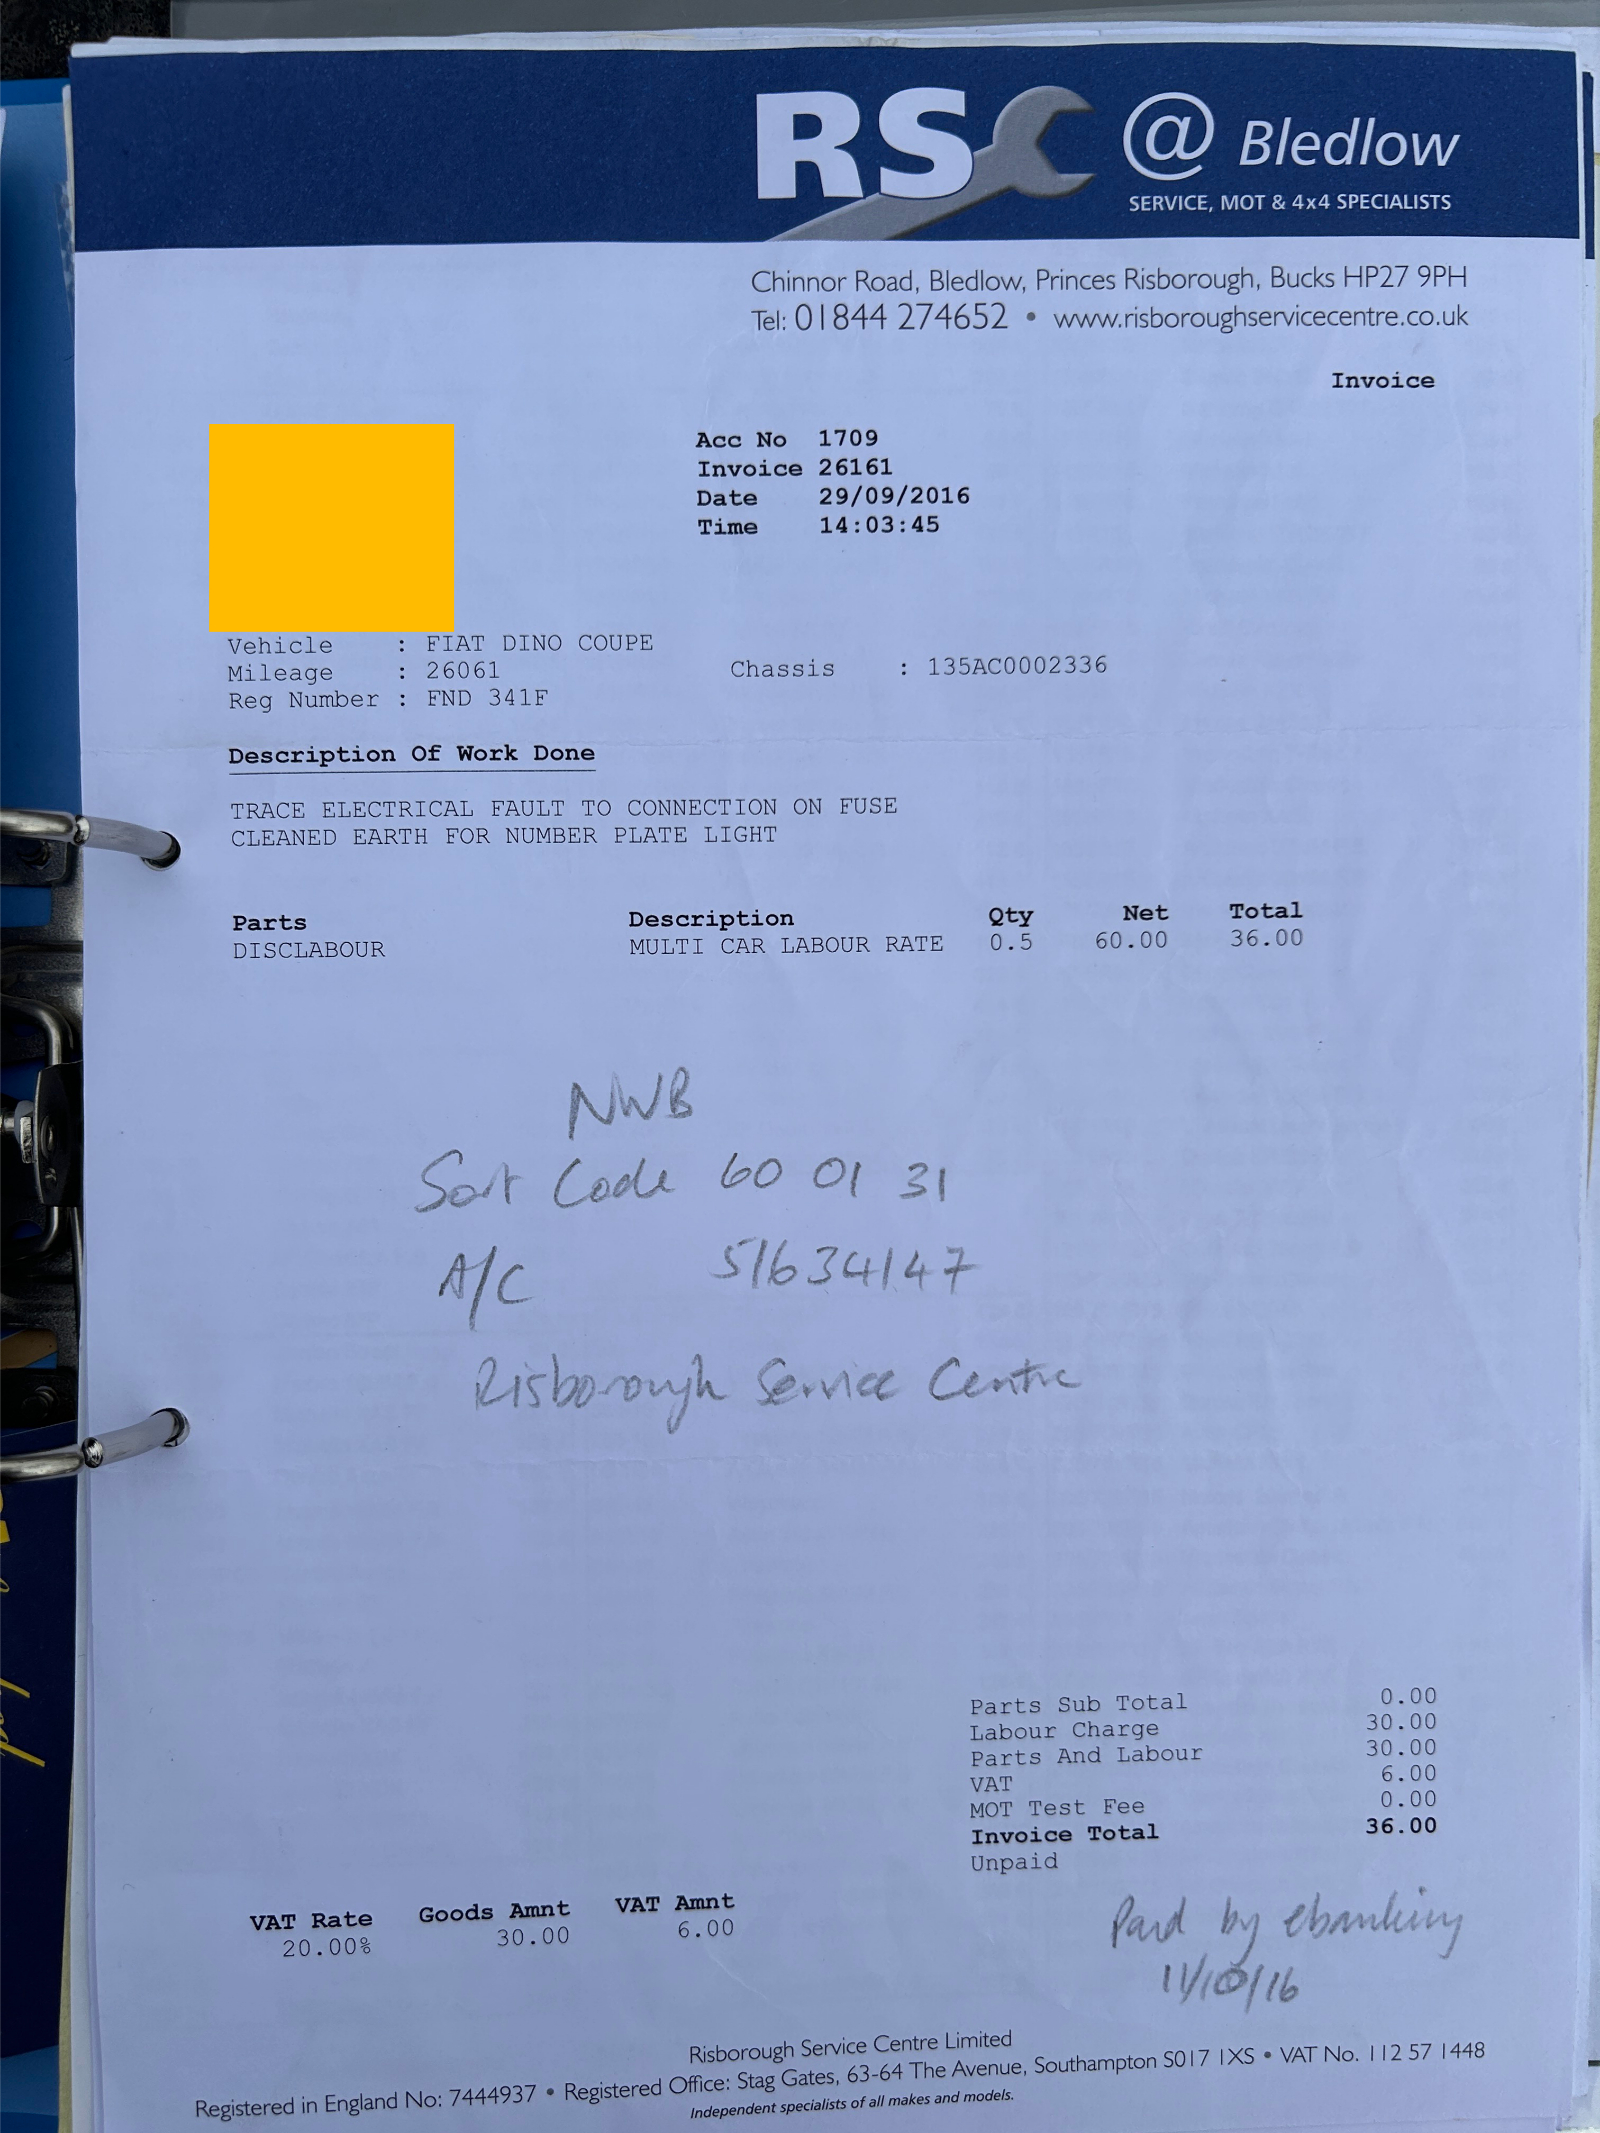 RSC @ Bledlow
SERVICE, MOT & 4x4 SPECIALISTS
Chinnor Road, Bledlow, Princes Risborough, Bucks HP27 9PH
Tel: 01844 274652 • www.risboroughservicecentre.co.uk
Invoice
Acc No 1709
Invoice 26161
Date 29/09/2016
Time 14:03:45
Vehicle : FIAT DINO COUPE
Mileage : 26061
Chassis : 135AC0002336
Reg Number : FND 341F
Description Of Work Done
TRACE ELECTRICAL FAULT TO CONNECTION ON FUSE
CLEANED EARTH FOR NUMBER PLATE LIGHT
Parts Description Qty Net Total
DISCLABOUR MULTI CAR LABOUR RATE 0.5 60.00 36.00
NWB
Sort Code 60 01 31
A/C 51634147
Risborough Service Centre
Parts Sub Total 0.00
Labour Charge 30.00
Parts And Labour 30.00
VAT 6.00
MOT Test Fee 0.00
Invoice Total 36.00
Unpaid
VAT Rate Goods Amnt VAT Amnt
20.00% 30.00 6.00
Paid by ebanking
11/10/16
Risborough Service Centre Limited
Registered in England No: 7444937 • Registered Office: Stag Gates, 63-64 The Avenue, Southampton SO17 1XS • VAT No. 112 57 1448
Independent specialists of all makes and models.